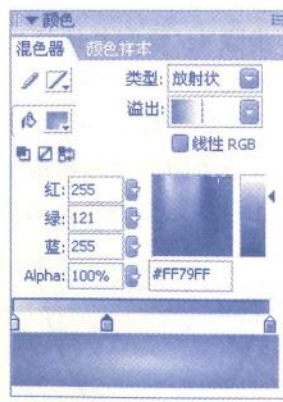 颜色
混色器 颜色样本
类型: 放射状
溢出:
线性 RGB
红: 255
绿: 121
蓝: 255
Alpha: 100% #FF79FF